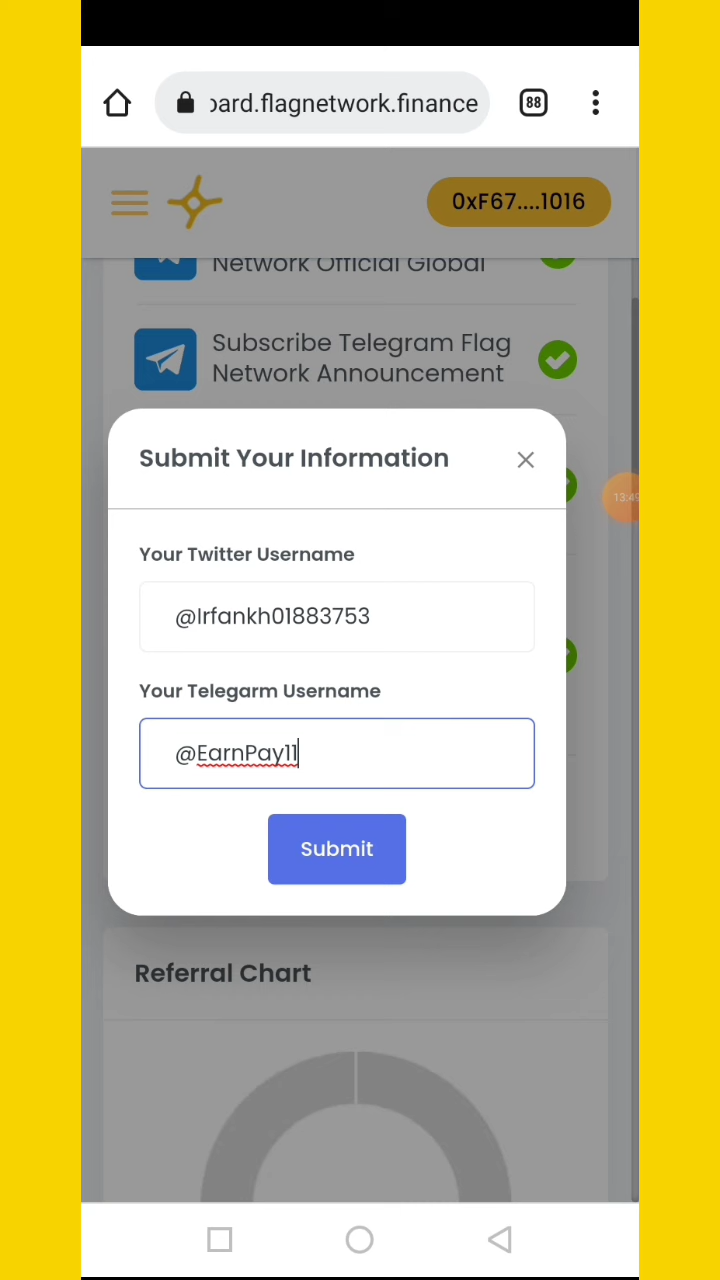 oard.flagnetwork.finance
88
0xF67....1016
Network Official Global
Subscribe Telegram Flag
Network Announcement
Submit Your Information
Your Twitter Username
@Irfankh01883753
Your Telegarm Username
@EarnPay11
Submit
Referral Chart